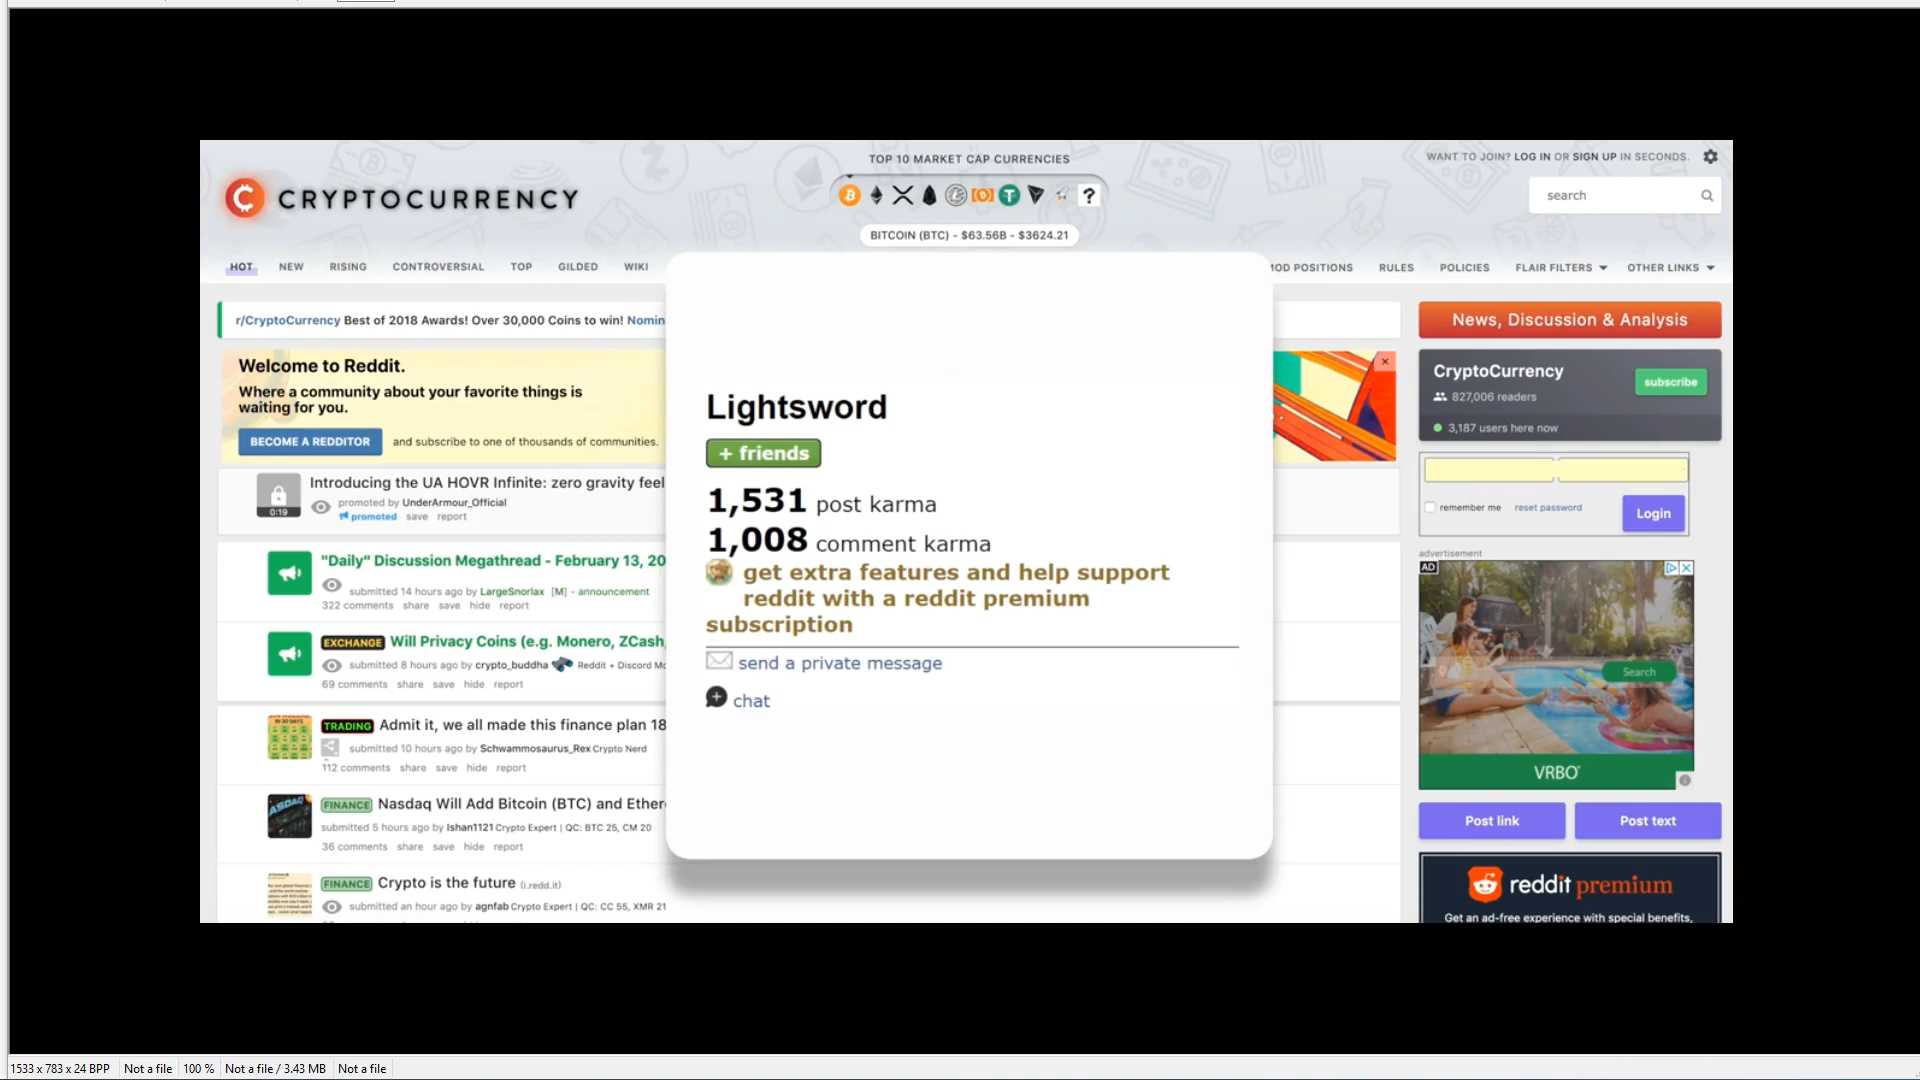 TOP 10 MARKET CAP CURRENCIES
WANT TO JOIN? LOG IN OR SIGN UP IN SECONDS.
CRYPTOCURRENCY
search
BITCOIN (BTC) - $63.56B - $3624.21
HOT NEW RISING CONTROVERSIAL TOP GILDED WIKI
MOD POSITIONS RULES POLICIES FLAIR FILTERS OTHER LINKS
r/CryptoCurrency Best of 2018 Awards! Over 30,000 Coins to win! Nomin
News, Discussion & Analysis
Welcome to Reddit.
Where a community about your favorite things is
waiting for you.
BECOME A REDDITOR and subscribe to one of thousands of communities.
CryptoCurrency
subscribe
827,006 readers
3,187 users here now
Lightsword
+ friends
1,531 post karma
1,008 comment karma
get extra features and help support
reddit with a reddit premium
subscription
send a private message
chat
Introducing the UA HOVR Infinite: zero gravity feel
0:19
promoted by UnderArmour_Official
promoted save report
"Daily" Discussion Megathread - February 13, 20
submitted 14 hours ago by LargeSnorlax [M] - announcement
322 comments share save hide report
EXCHANGE Will Privacy Coins (e.g. Monero, ZCash,
submitted 8 hours ago by crypto_buddha Reddit + Discord Mo
69 comments share save hide report
TRADING Admit it, we all made this finance plan 18
submitted 10 hours ago by Schwammosaurus_Rex Crypto Nerd
112 comments share save hide report
FINANCE Nasdaq Will Add Bitcoin (BTC) and Ether
submitted 5 hours ago by Ishan1121 Crypto Expert | QC: BTC 25, CM 20
36 comments share save hide report
FINANCE Crypto is the future (i.redd.it)
submitted an hour ago by agnfab Crypto Expert | QC: CC 55, XMR 21
remember me reset password
Login
advertisement
AD
Search
VRBO
Post link
Post text
reddit premium
Get an ad-free experience with special benefits,
1533 x 783 x 24 BPP Not a file 100 % Not a file / 3.43 MB Not a file